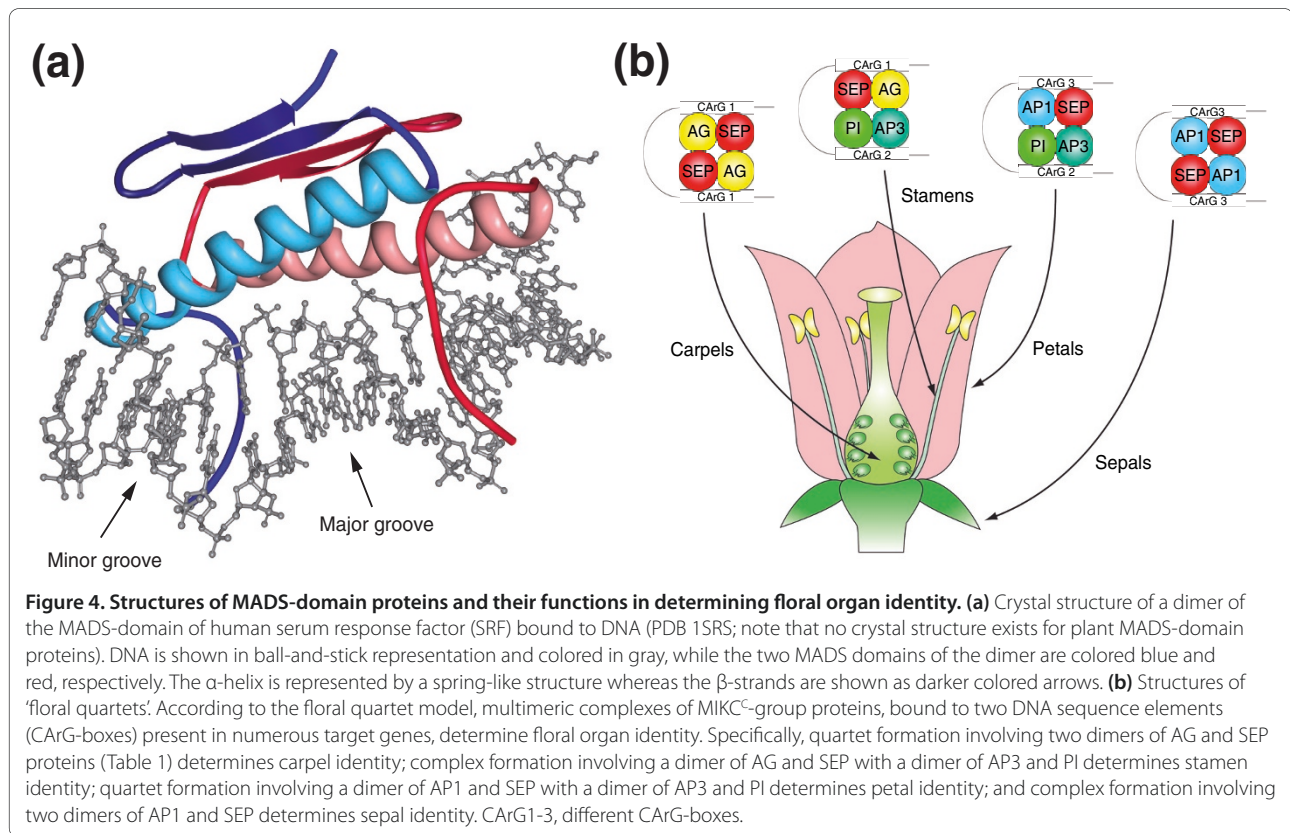 (a)
Minor groove
Major groove
(b)
CArG 1
AG SEP
SEP AG
CArG 1
CArG 1
SEP AG
PI AP3
CArG 2
CArG 3
AP1 SEP
PI AP3
CArG 2
CArG3
AP1 SEP
SEP AP1
CArG 3
Stamens
Carpels
Petals
Sepals
Figure 4. Structures of MADS-domain proteins and their functions in determining floral organ identity. (a) Crystal structure of a dimer of
the MADS-domain of human serum response factor (SRF) bound to DNA (PDB 1SRS; note that no crystal structure exists for plant MADS-domain
proteins). DNA is shown in ball-and-stick representation and colored in gray, while the two MADS domains of the dimer are colored blue and
red, respectively. The α-helix is represented by a spring-like structure whereas the β-strands are shown as darker colored arrows. (b) Structures of
‘floral quartets’. According to the floral quartet model, multimeric complexes of MIKCᶜ-group proteins, bound to two DNA sequence elements
(CArG-boxes) present in numerous target genes, determine floral organ identity. Specifically, quartet formation involving two dimers of AG and SEP
proteins (Table 1) determines carpel identity; complex formation involving a dimer of AG and SEP with a dimer of AP3 and PI determines stamen
identity; quartet formation involving a dimer of AP1 and SEP with a dimer of AP3 and PI determines petal identity; and complex formation involving
two dimers of AP1 and SEP determines sepal identity. CArG1-3, different CArG-boxes.